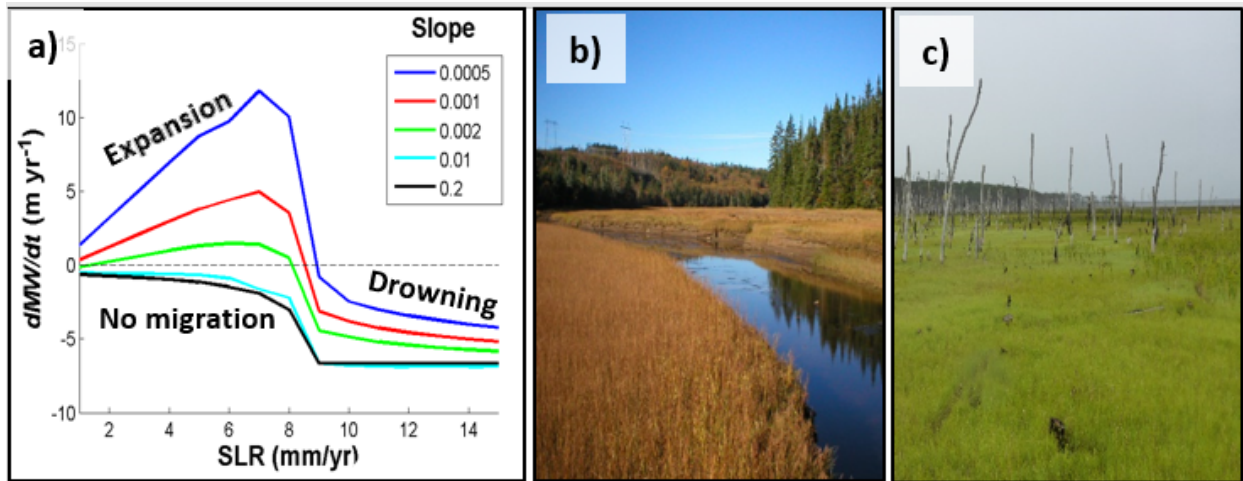 a)
Slope
0.0005
0.001
0.002
0.01
0.2
15
10
5
0
-5
-10
dMW/dt (m yr⁻¹)
Expansion
No migration
Drowning
2 4 6 8 10 12 14
SLR (mm/yr)
b)
c)